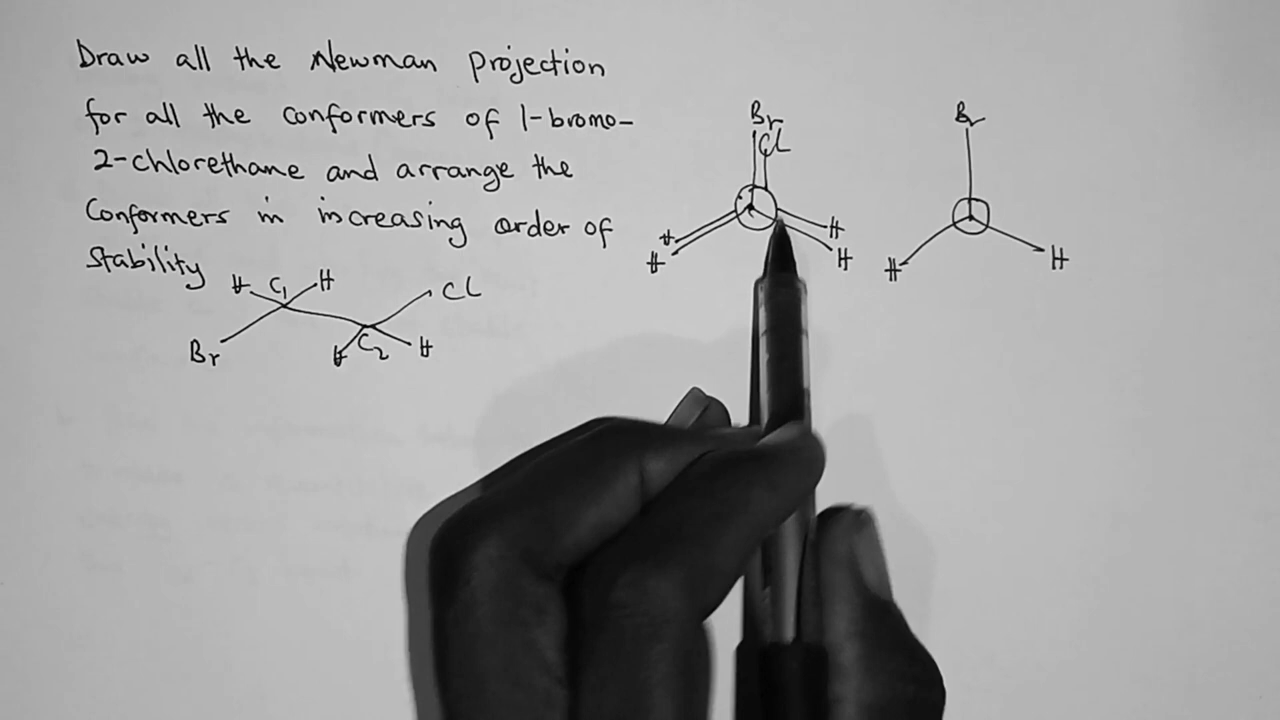 Draw all the Newman projection
for all the conformers of 1-bromo-
2-chlorethane and arrange the
Conformers in increasing order of
Stability
H C1 H
Cl
Br
H C2 H
Br
Cl
H H
H H
Br
H H